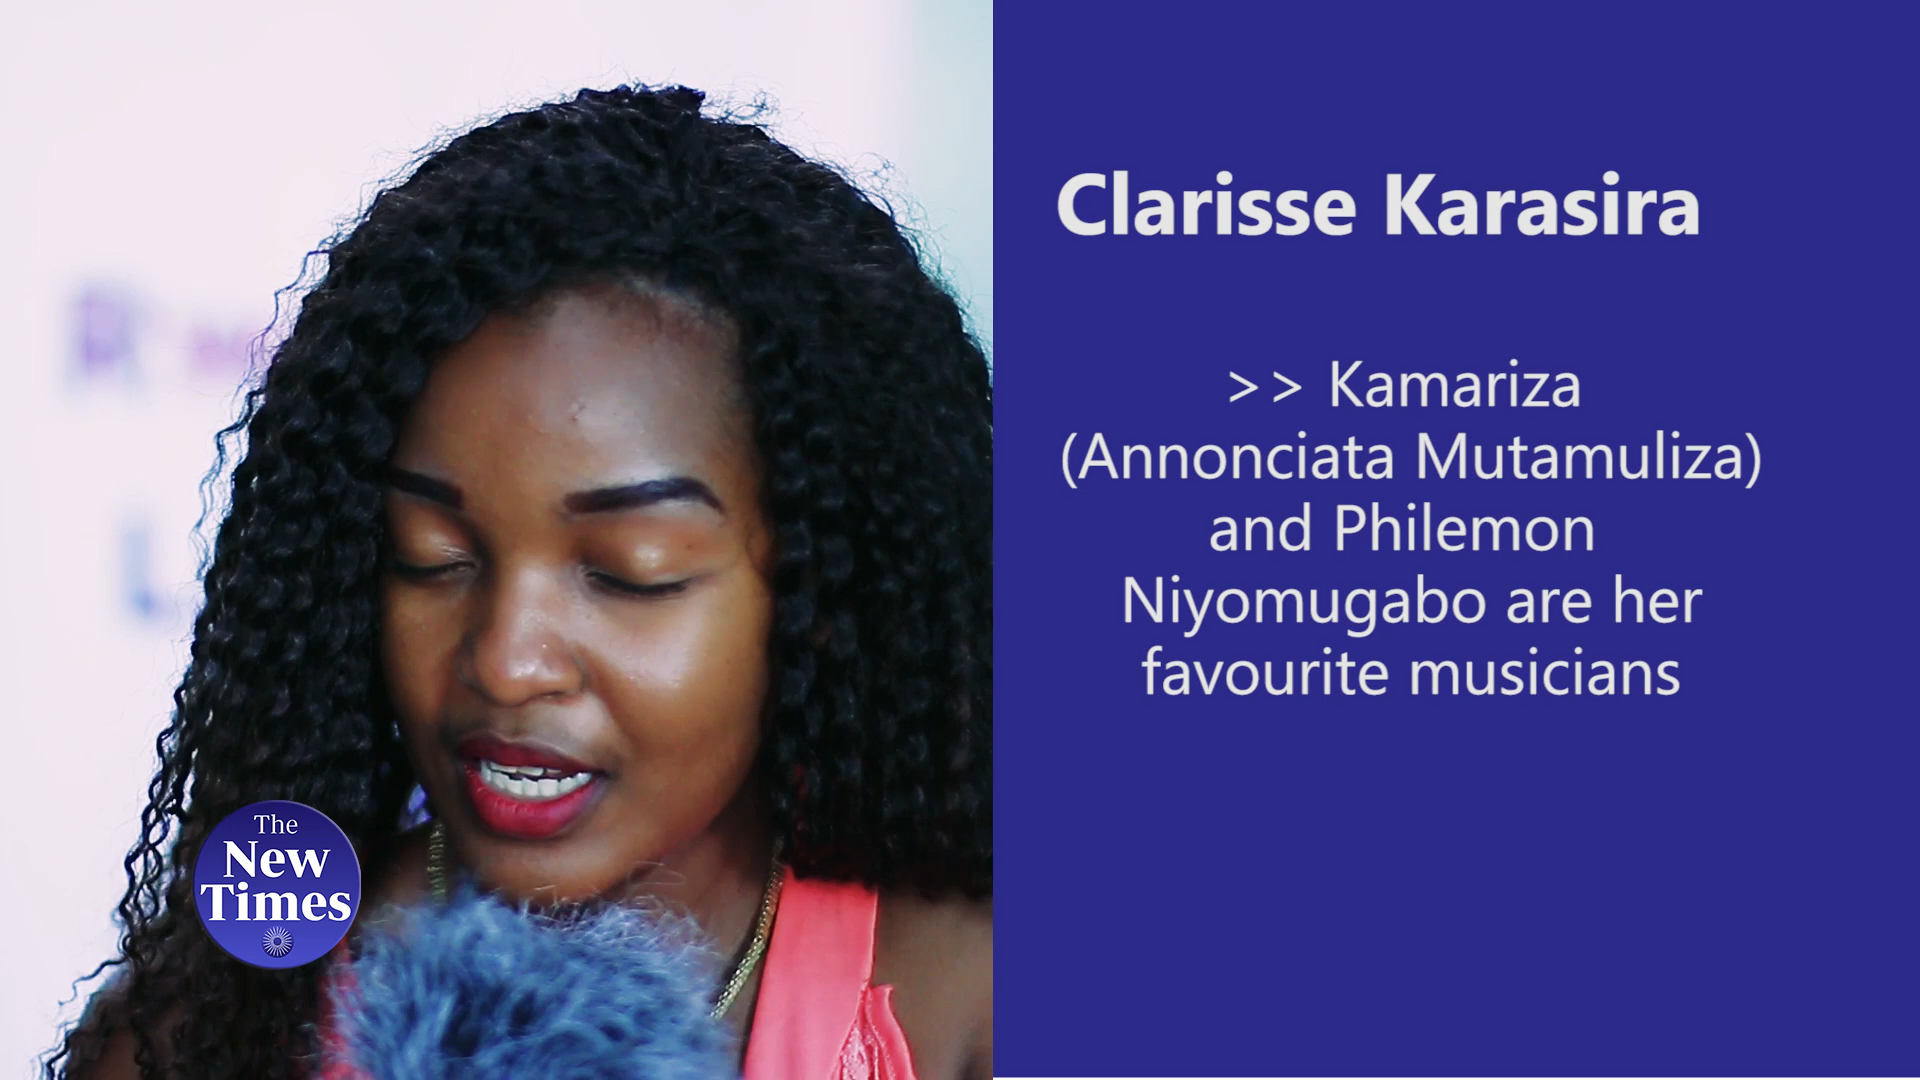 Clarisse Karasira
>> Kamariza
(Annonciata Mutamuliza)
and Philemon
Niyomugabo are her
favourite musicians
The
New
Times